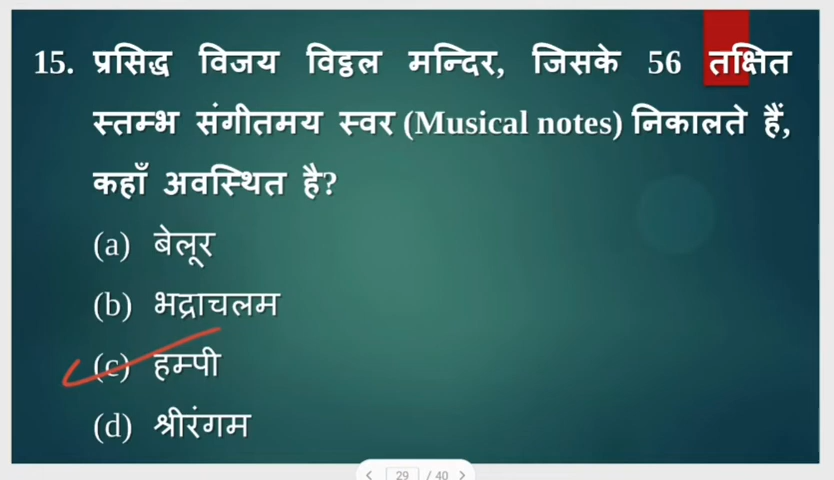 15. प्रसिद्ध विजय विट्ठल मन्दिर, जिसके 56 तक्षित
स्तम्भ संगीतमय स्वर (Musical notes) निकालते हैं,
कहाँ अवस्थित है?
(a) बेलूर
(b) भद्राचलम
(c) हम्पी
(d) श्रीरंगम
29 / 40